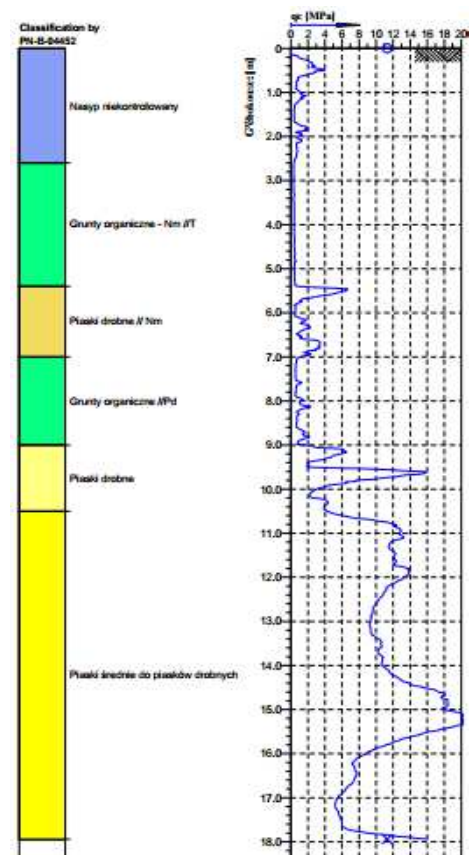 Classification by
PN-B-04452
qc [MPa]
0 2 4 6 8 10 12 14 16 18 20
0
Nasyp niekontrolowany
1.0
2.0
3.0
Grunty organiczne - Nm //T
4.0
5.0
6.0
Piaski drobne // Nm
7.0
Grunty organiczne //Pd
8.0
9.0
Piaski drobne
10.0
11.0
12.0
13.0
14.0
Piaski średnie do piasków drobnych
15.0
16.0
17.0
18.0